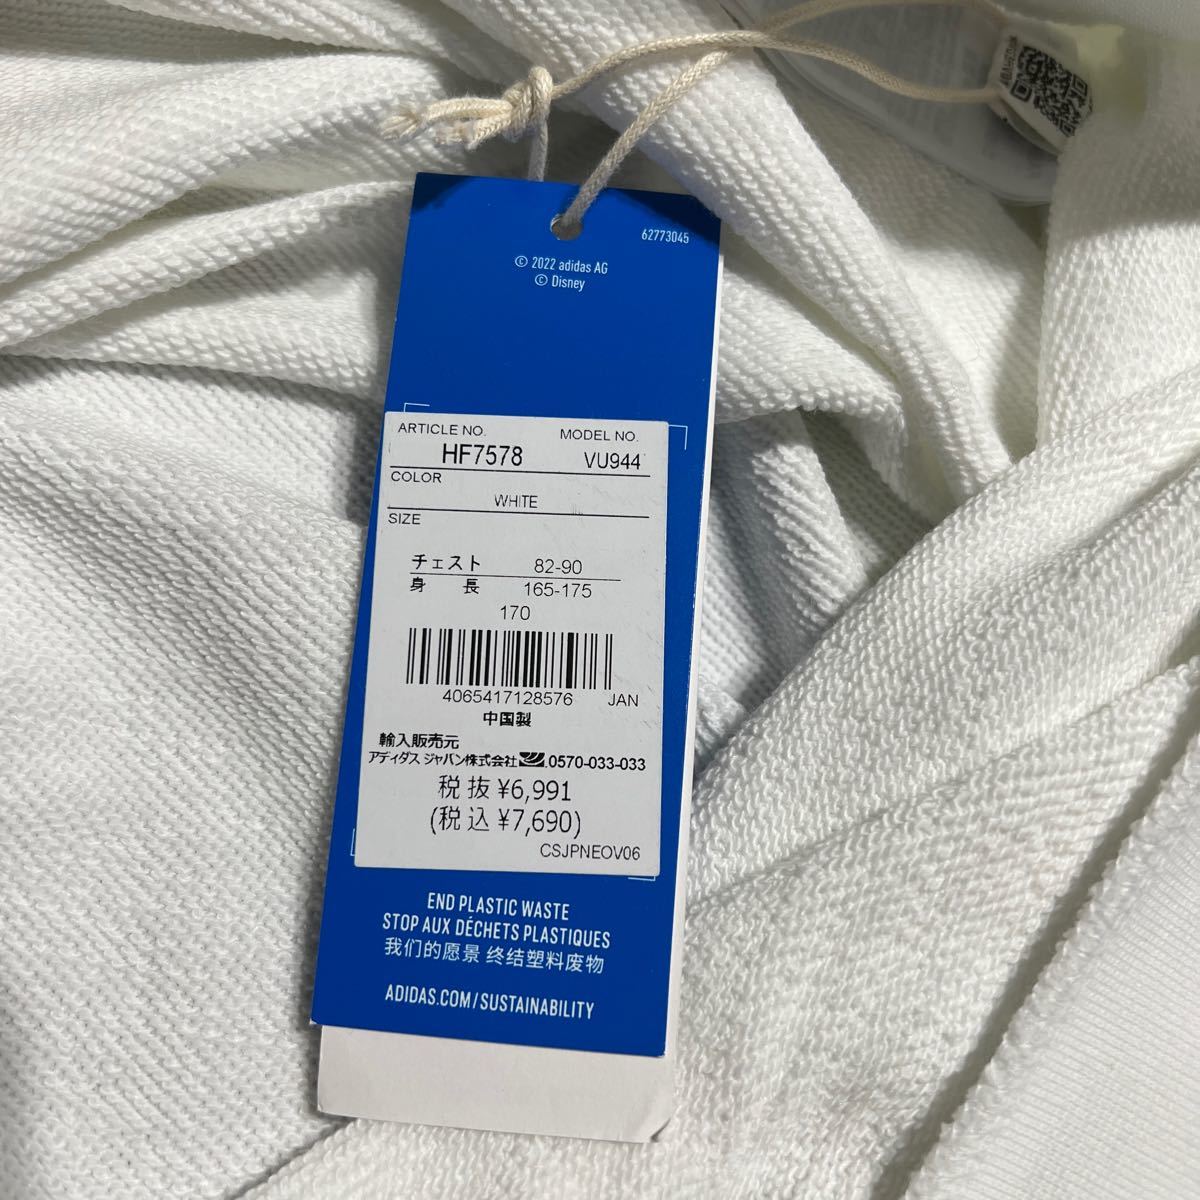 62773045
© 2022 adidas AG
© Disney
ARTICLE NO. MODEL NO.
HF7578 VU944
COLOR
WHITE
SIZE
チェスト 82-90
身 長 165-175
170
4065417128576 JAN
中国製
輸入販売元
アディダス ジャパン株式会社 0570-033-033
税 抜 ¥6,991
(税 込 ¥7,690)
CSJPNEOV06
END PLASTIC WASTE
STOP AUX DÉCHETS PLASTIQUES
我们的愿景 终结塑料废物
ADIDAS.COM/SUSTAINABILITY